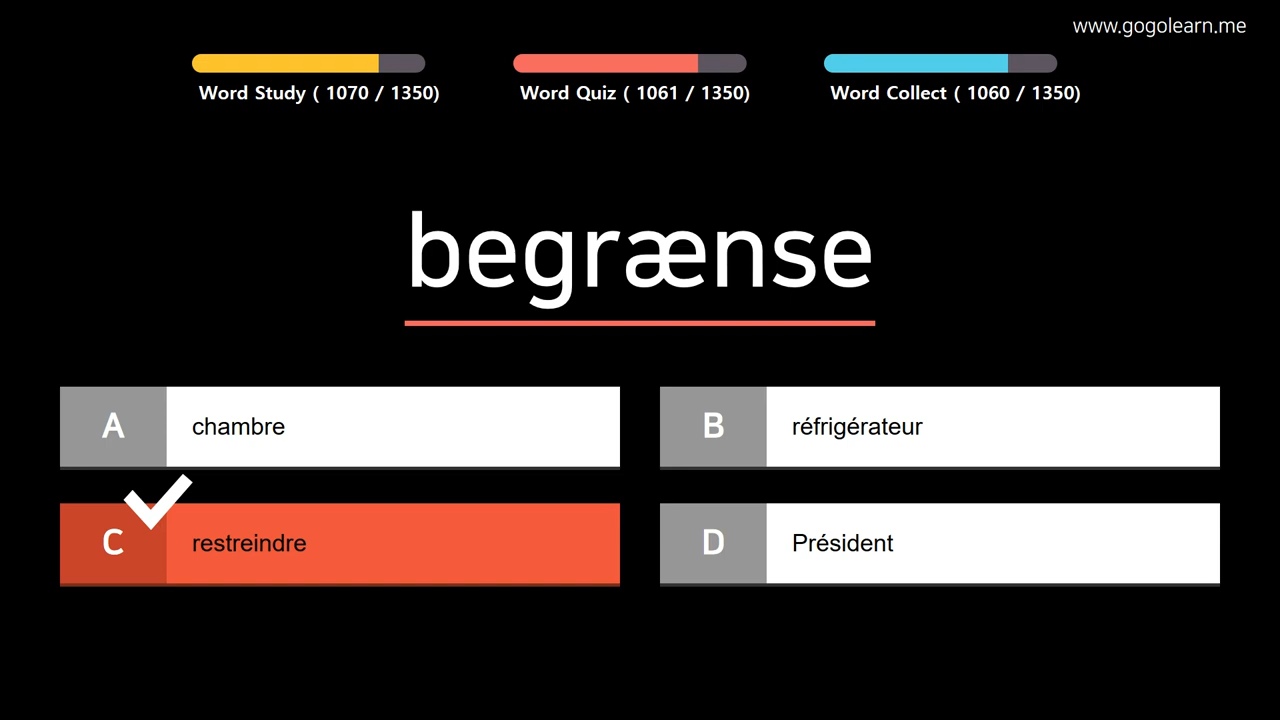 www.gogolearn.me
Word Study ( 1070 / 1350)
Word Quiz ( 1061 / 1350)
Word Collect ( 1060 / 1350)
begrænse
A chambre
B réfrigérateur
C restreindre
D Président